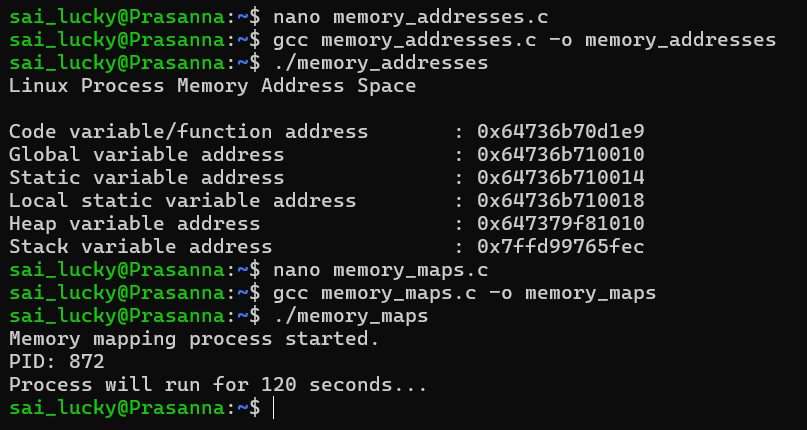 sai_lucky@Prasanna:~$ nano memory_addresses.c
sai_lucky@Prasanna:~$ gcc memory_addresses.c -o memory_addresses
sai_lucky@Prasanna:~$ ./memory_addresses
Linux Process Memory Address Space

Code variable/function address       : 0x64736b70d1e9
Global variable address              : 0x64736b710010
Static variable address              : 0x64736b710014
Local static variable address        : 0x64736b710018
Heap variable address                : 0x647379f81010
Stack variable address               : 0x7ffd99765fec
sai_lucky@Prasanna:~$ nano memory_maps.c
sai_lucky@Prasanna:~$ gcc memory_maps.c -o memory_maps
sai_lucky@Prasanna:~$ ./memory_maps
Memory mapping process started.
PID: 872
Process will run for 120 seconds...
sai_lucky@Prasanna:~$